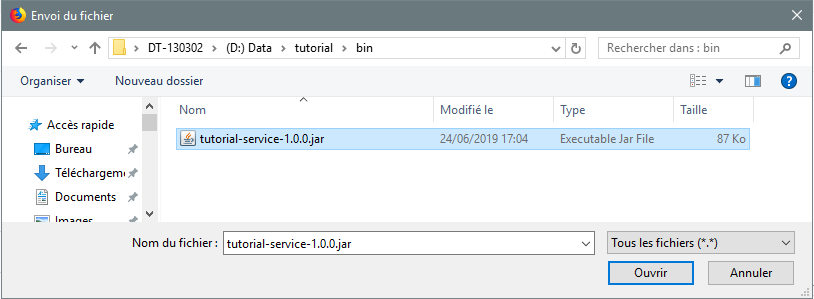 Envoi du fichier
DT-130302 (D:) Data tutorial bin Rechercher dans : bin
Organiser Nouveau dossier ?
Nom Modifié le Type Taille
Accès rapide
tutorial-service-1.0.0.jar 24/06/2019 17:04 Executable Jar File 87 Ko
Bureau
Téléchargem
Documents
Images
Nom du fichier : tutorial-service-1.0.0.jar Tous les fichiers (*.*)
Ouvrir Annuler